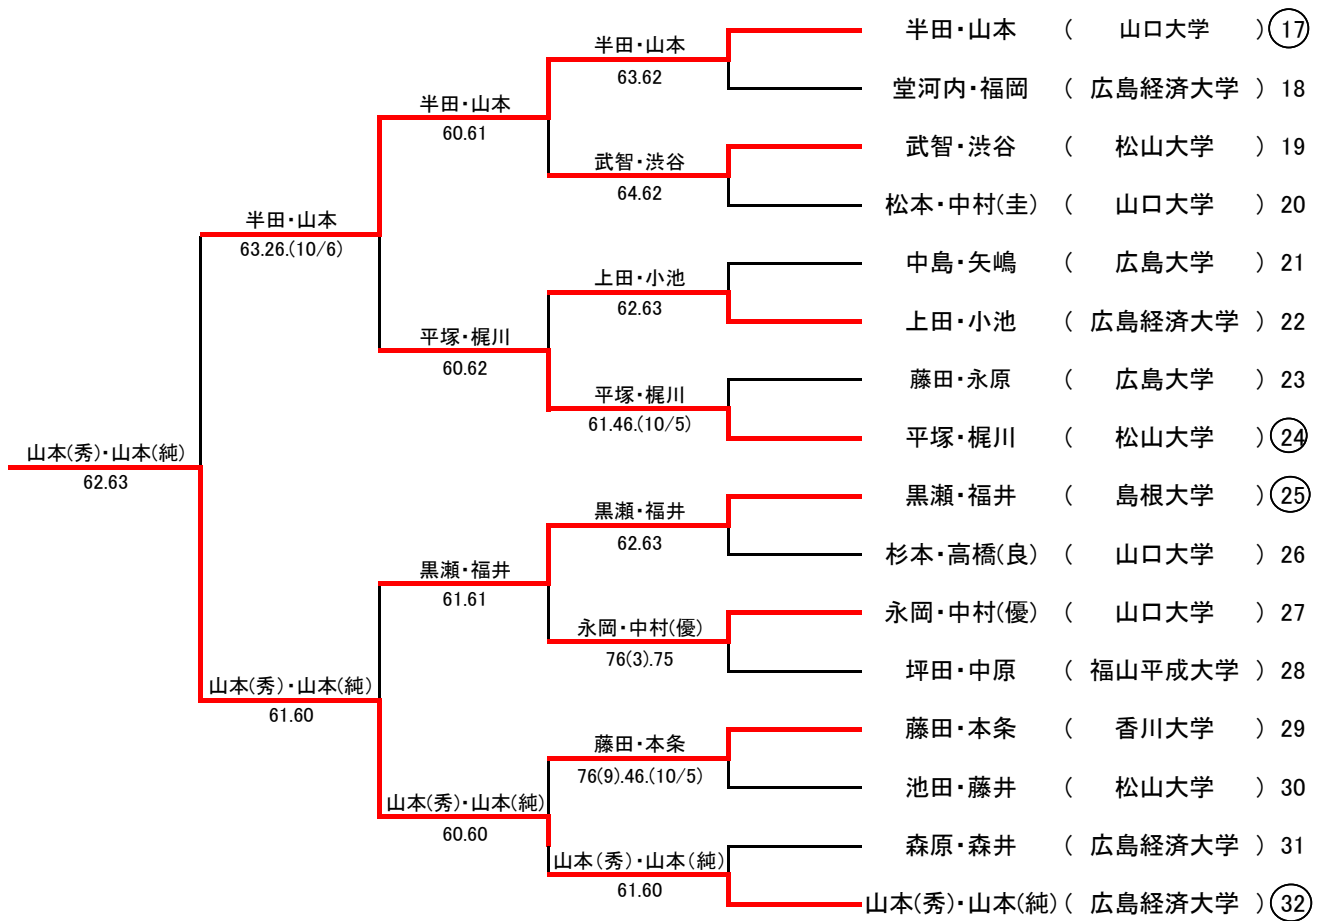 半田・山本 ( 山口大学 ) 17
半田・山本
63.62
堂河内・福岡 ( 広島経済大学 ) 18
半田・山本
60.61
武智・渋谷 ( 松山大学 ) 19
武智・渋谷
64.62
松本・中村(圭) ( 山口大学 ) 20
半田・山本
63.26.(10/6)
中島・矢嶋 ( 広島大学 ) 21
上田・小池
62.63
上田・小池 ( 広島経済大学 ) 22
平塚・梶川
60.62
藤田・永原 ( 広島大学 ) 23
平塚・梶川
61.46.(10/5)
平塚・梶川 ( 松山大学 ) 24
山本(秀)・山本(純)
62.63
黒瀬・福井 ( 島根大学 ) 25
黒瀬・福井
62.63
杉本・高橋(良) ( 山口大学 ) 26
黒瀬・福井
61.61
永岡・中村(優) ( 山口大学 ) 27
永岡・中村(優)
76(3).75
坪田・中原 ( 福山平成大学 ) 28
山本(秀)・山本(純)
61.60
藤田・本条 ( 香川大学 ) 29
藤田・本条
76(9).46.(10/5)
池田・藤井 ( 松山大学 ) 30
山本(秀)・山本(純)
60.60
森原・森井 ( 広島経済大学 ) 31
山本(秀)・山本(純)
61.60
山本(秀)・山本(純) ( 広島経済大学 ) 32